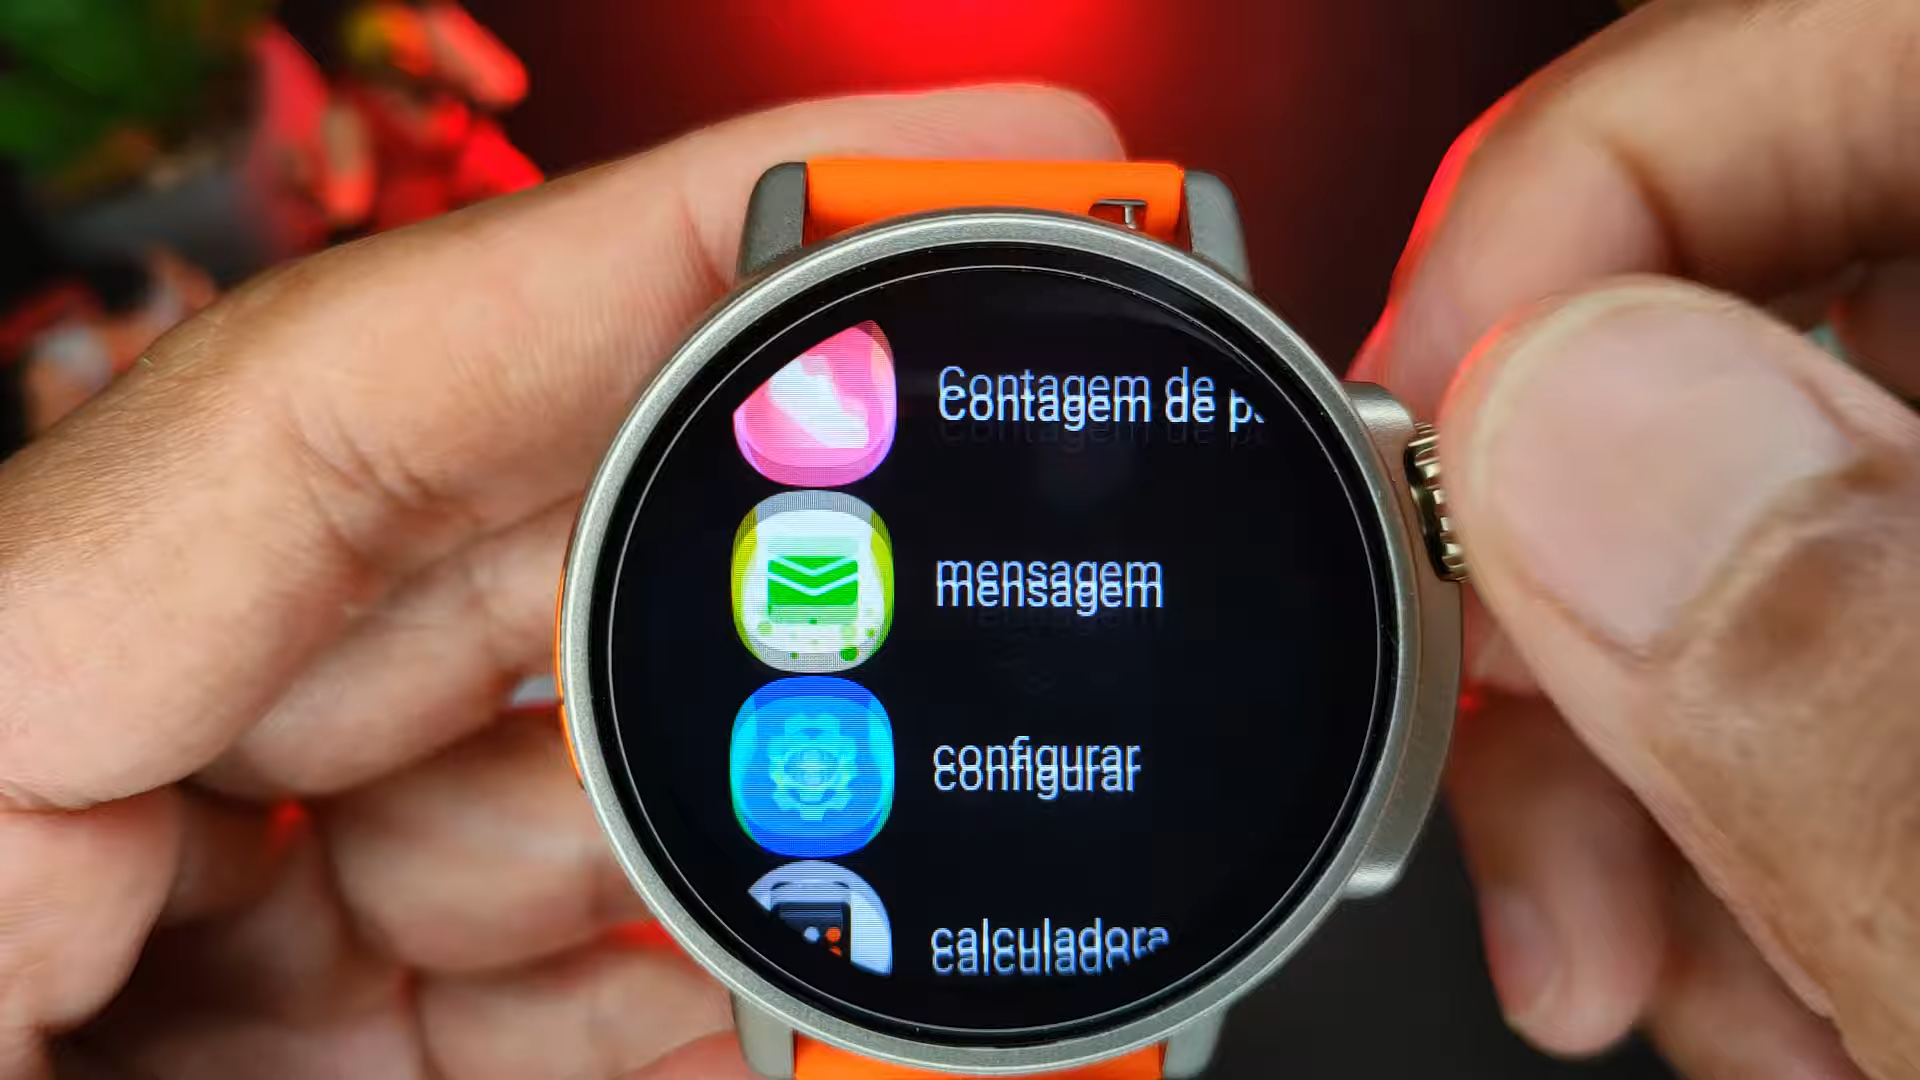 Contagem de
mensagem
configurar
calculadora